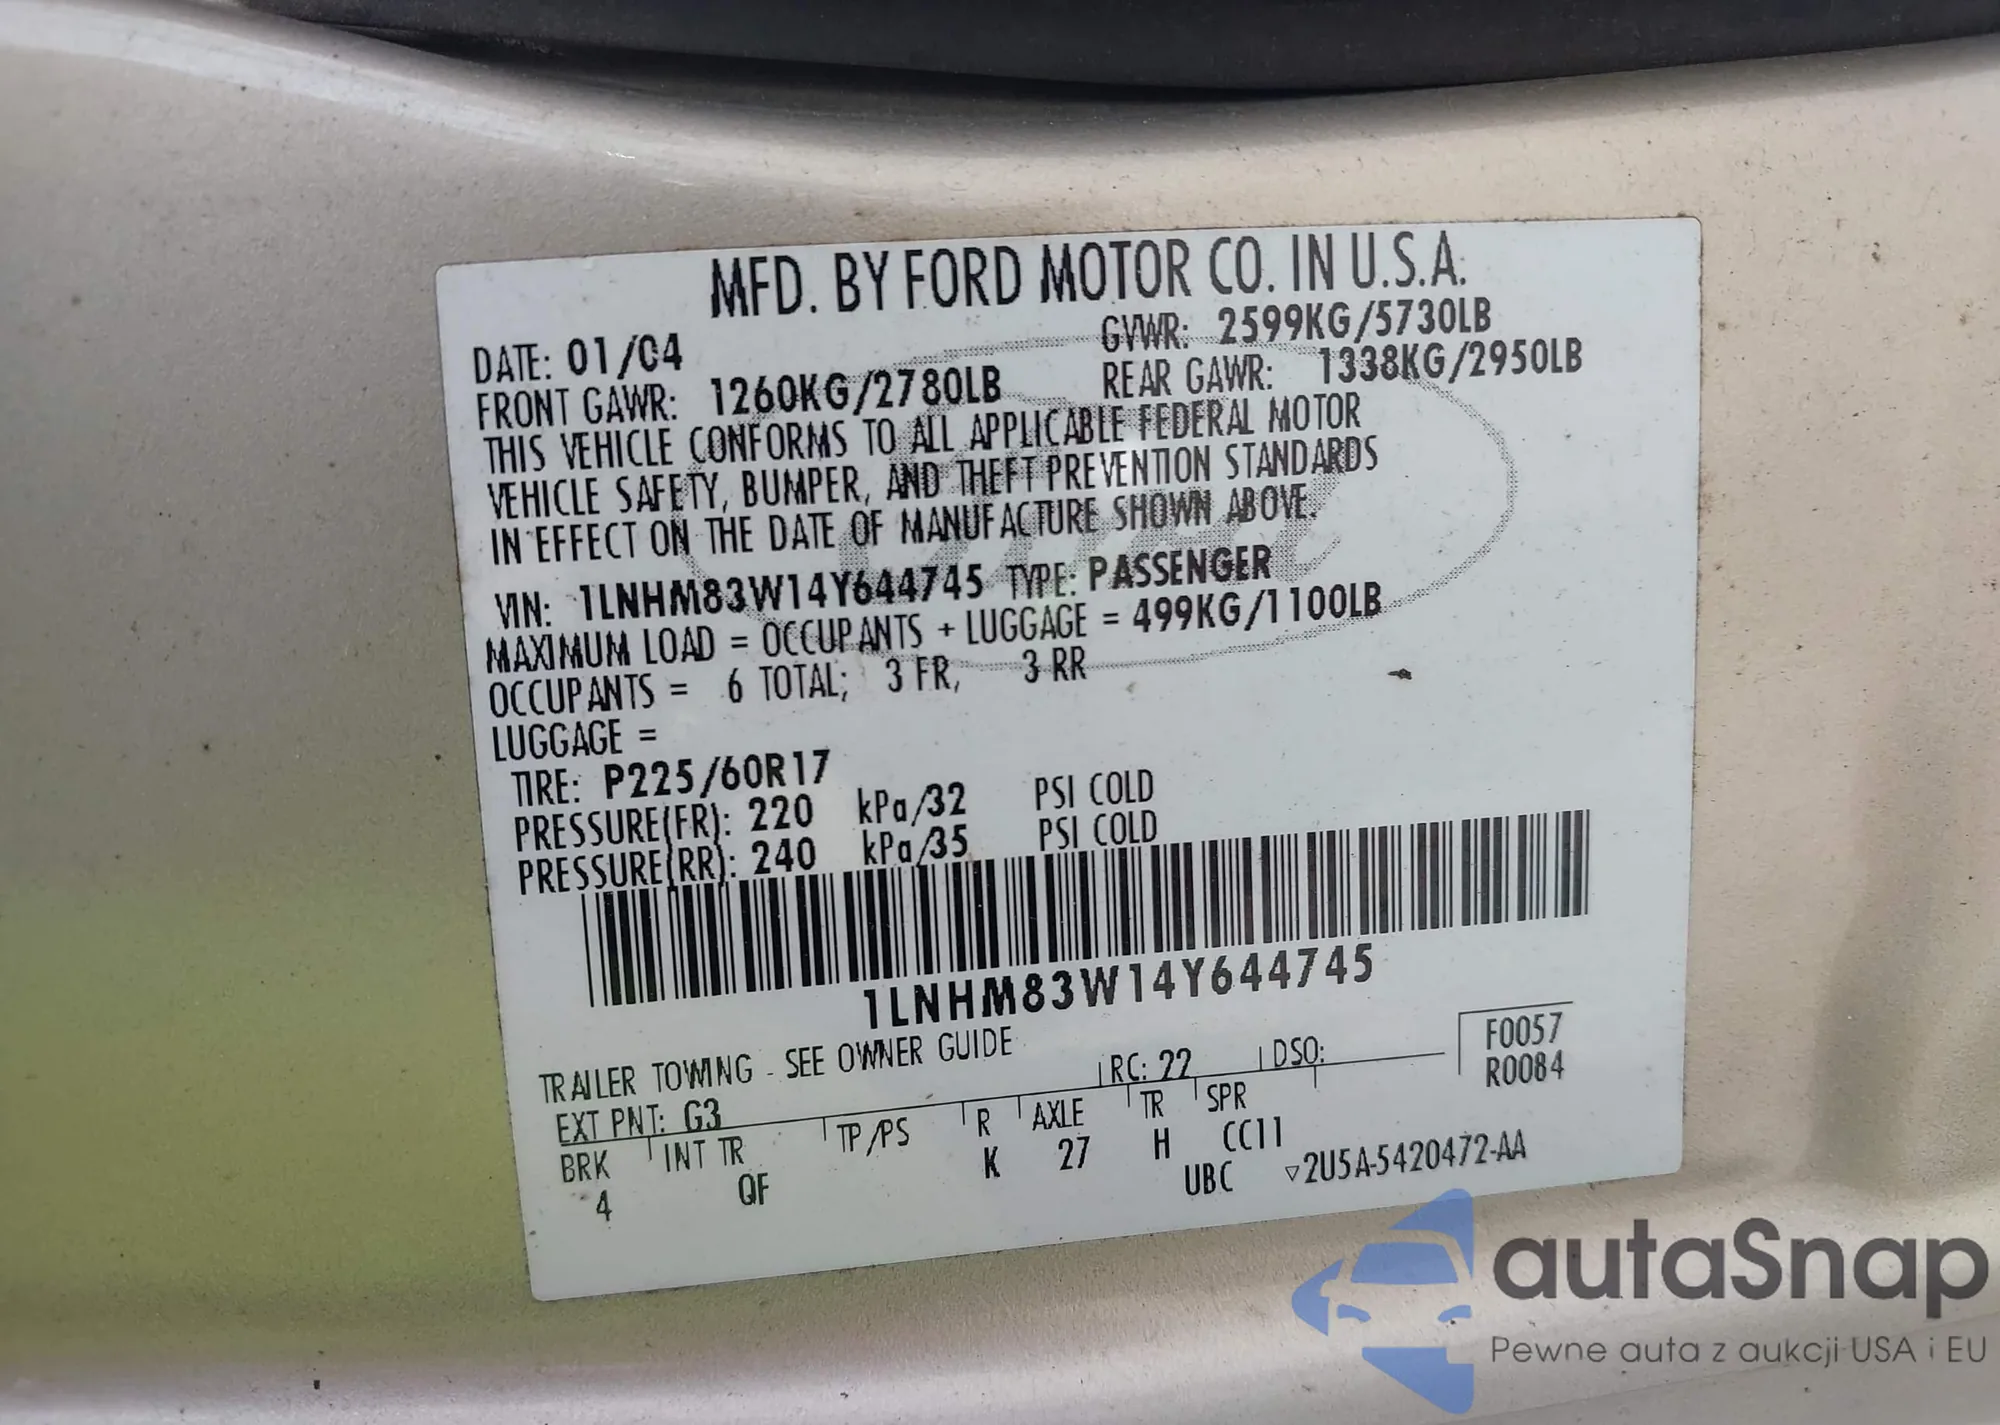 MFD. BY FORD MOTOR CO. IN U.S.A.
DATE: 01/04 GVWR: 2599KG/5730LB
FRONT GAWR: 1260KG/2780LB REAR GAWR: 1338KG/2950LB
THIS VEHICLE CONFORMS TO ALL APPLICABLE FEDERAL MOTOR
VEHICLE SAFETY, BUMPER, AND THEFT PREVENTION STANDARDS
IN EFFECT ON THE DATE OF MANUFACTURE SHOWN ABOVE.
VIN: 1LNHM83W14Y644745 TYPE: PASSENGER
MAXIMUM LOAD = OCCUPANTS + LUGGAGE = 499KG/1100LB
OCCUPANTS = 6 TOTAL; 3 FR, 3 RR
LUGGAGE =
TIRE: P225/60R17
PRESSURE(FR): 220 kPa/32 PSI COLD
PRESSURE(RR): 240 kPa/35 PSI COLD
1LNHM83W14Y644745
TRAILER TOWING - SEE OWNER GUIDE
F0057
R0084
EXT PNT: G3 RC: 22 DSO:
BRK INT TR TP/PS R AXLE TR SPR
4 QF K 27 H CC11
UBC ▽2U5A-5420472-AA
autaSnap
Pewne auta z aukcji USA i EU